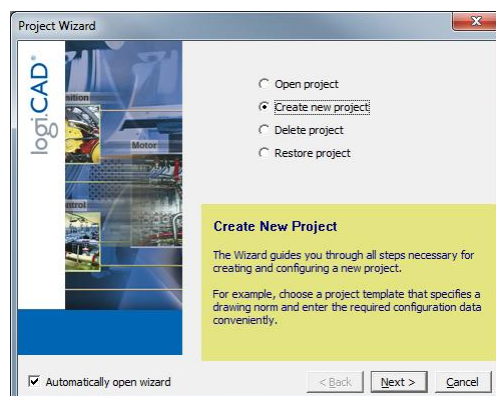 Project Wizard
logi.CAD
Motor
Open project
Create new project
Delete project
Restore project
Create New Project
The Wizard guides you through all steps necessary for
creating and configuring a new project.
For example, choose a project template that specifies a
drawing norm and enter the required configuration data
conveniently.
Automatically open wizard
< Back
Next >
Cancel